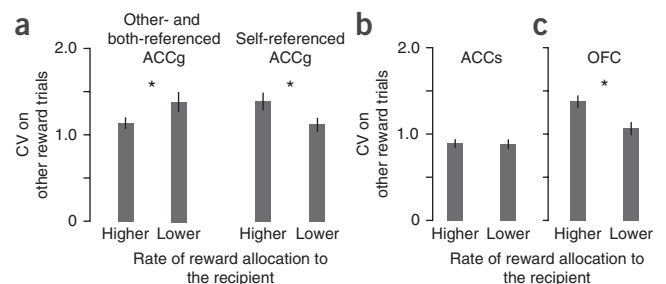 a
Other- and
both-referenced
ACCg
Self-referenced
ACCg
2.0
1.0
0
CV on
other reward trials
*
*
Higher Lower
Higher Lower
Rate of reward allocation to
the recipient
b
ACCs
2.0
1.0
0
CV on
other reward trials
Higher Lower
c
OFC
*
Higher Lower
Rate of reward allocation to
the recipient